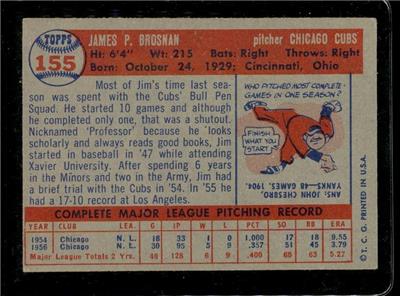 TOPPS
155
JAMES P. BROSNAN pitcher CHICAGO CUBS
Ht: 6'4" Wt: 215 Bats: Right Throws: Right
Born: October 24, 1929; Cincinnati, Ohio
Most of Jim's time last
season was spent with the Cubs' Bull Pen
Squad. He started 10 games and although
he completed only one, that was a shutout.
Nicknamed 'Professor' because he looks
scholarly and always reads good books, Jim
started in baseball in '47 while attending
Xavier University. After spending 6 years
in the Minors and two in the Army, Jim had
a brief trial with the Cubs in '54. In '55 he
had a 17-10 record at Los Angeles.
WHO PITCHED MOST COMPLETE
GAMES IN ONE SEASON?
FINISH
WHAT YOU
START!
ANS: JOHN CHESBRO,
YANKS-48 GAMES, 1904
COMPLETE MAJOR LEAGUE PITCHING RECORD
G IP W L PCT. SO BB ERA
1954 Chicago N. L. 18 33 1 0 1.000 17 18 9.55
1956 Chicago N. L. 30 95 5 9 .357 51 45 3.79
Major League Totals 2 Yrs. 48 128 6 9 .400 68 63 5.27
© T. C. G. PRINTED IN U.S.A.